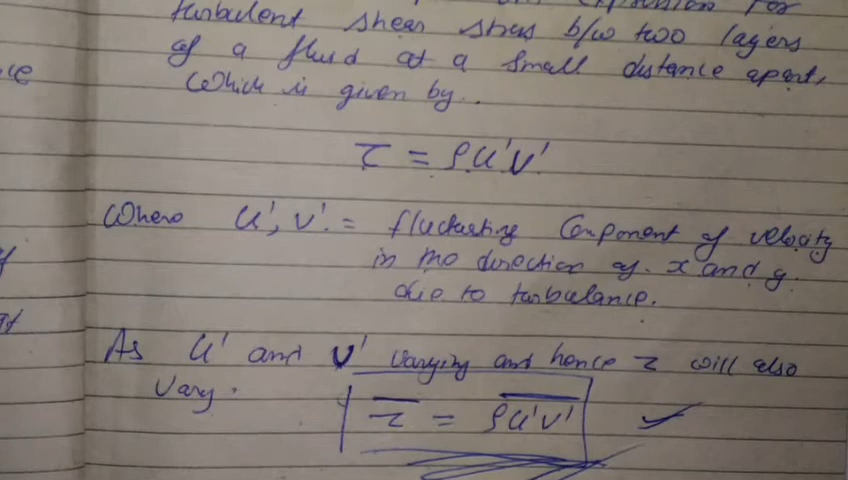 expression for
turbulent shear stress b/w two layers
of a fluid at a small distance apart,
which is given by.
τ = ρu'v'
Where u', v' = fluctuating Component of velocity
in the direction of x and y
due to turbulance.
As u' and v' varying and hence τ will also
vary.
τ̅ = ρu̅'̅v̅'̅